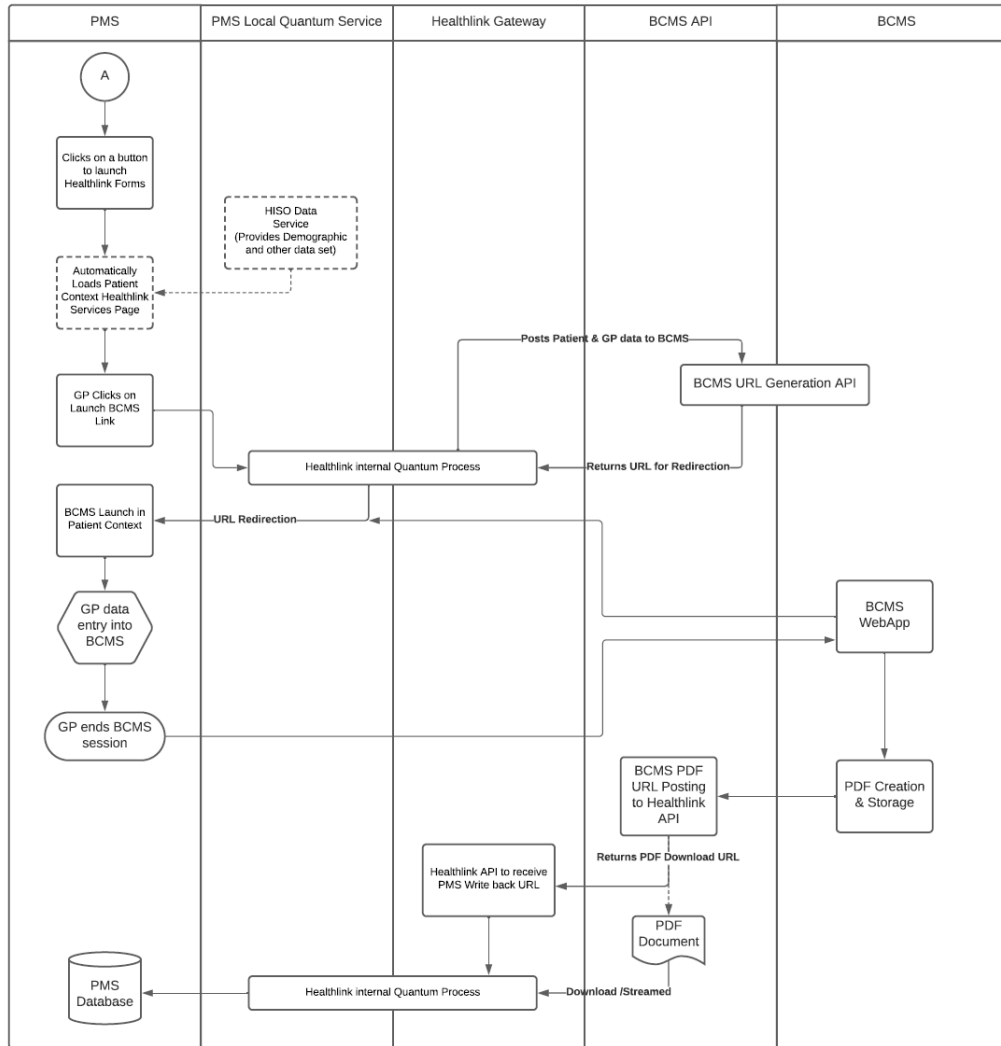 PMS
PMS Local Quantum Service
Healthlink Gateway
BCMS API
BCMS
A
Clicks on a button
to launch
Healthlink Forms
HISO Data
Service
(Provides Demographic
and other data set)
Automatically
Loads Patient
Context Healthlink
Services Page
Posts Patient & GP data to BCMS
BCMS URL Generation API
GP Clicks on
Launch BCMS
Link
Healthlink internal Quantum Process
Returns URL for Redirection
BCMS Launch in
Patient Context
URL Redirection
GP data
entry into
BCMS
BCMS
WebApp
GP ends BCMS
session
BCMS PDF
URL Posting
to Healthlink
API
PDF Creation
& Storage
Returns PDF Download URL
Healthlink API to receive
PMS Write back URL
PDF
Document
PMS
Database
Healthlink internal Quantum Process
Download /Streamed